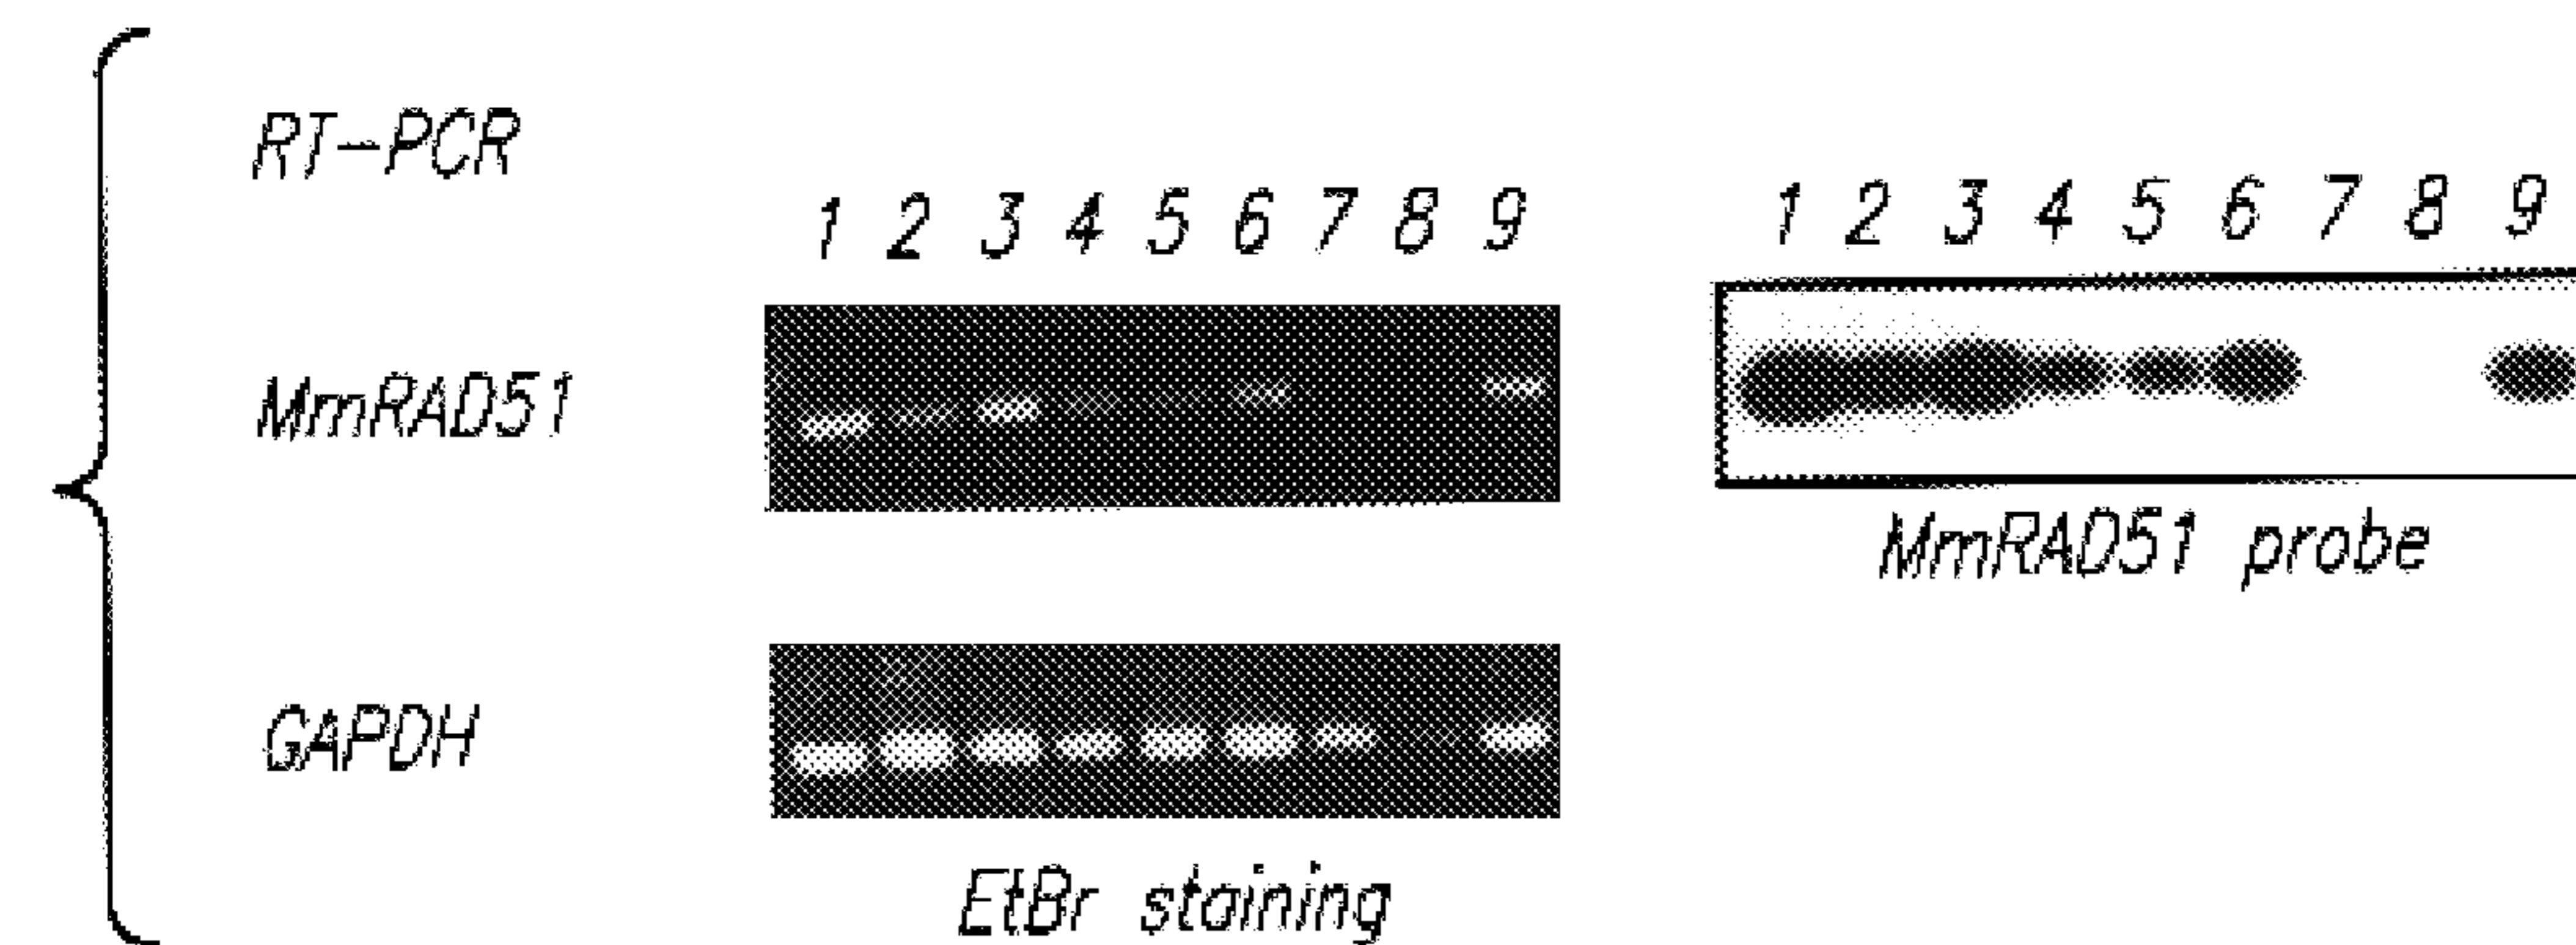 RT-PCR
1 2 3 4 5 6 7 8 9
1 2 3 4 5 6 7 8 9
MmRAD51
MmRAD51 probe
GAPDH
EtBr staining